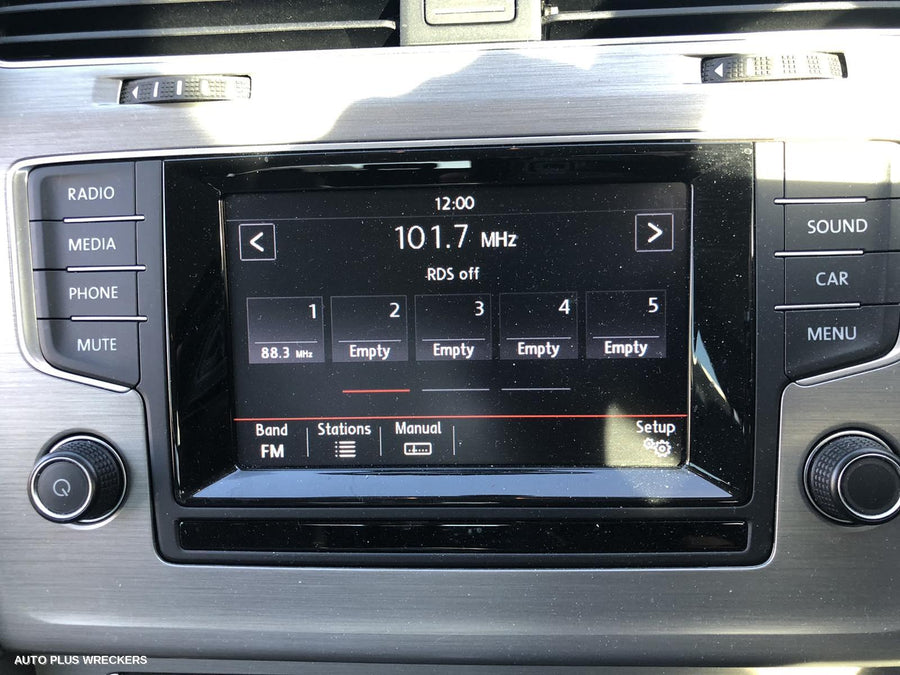 12:00
RADIO
MEDIA
PHONE
MUTE
101.7 MHz
RDS off
1 2 3 4 5
88.3 MHz Empty Empty Empty Empty
Band Stations Manual Setup
FM
SOUND
CAR
MENU
AUTO PLUS WRECKERS